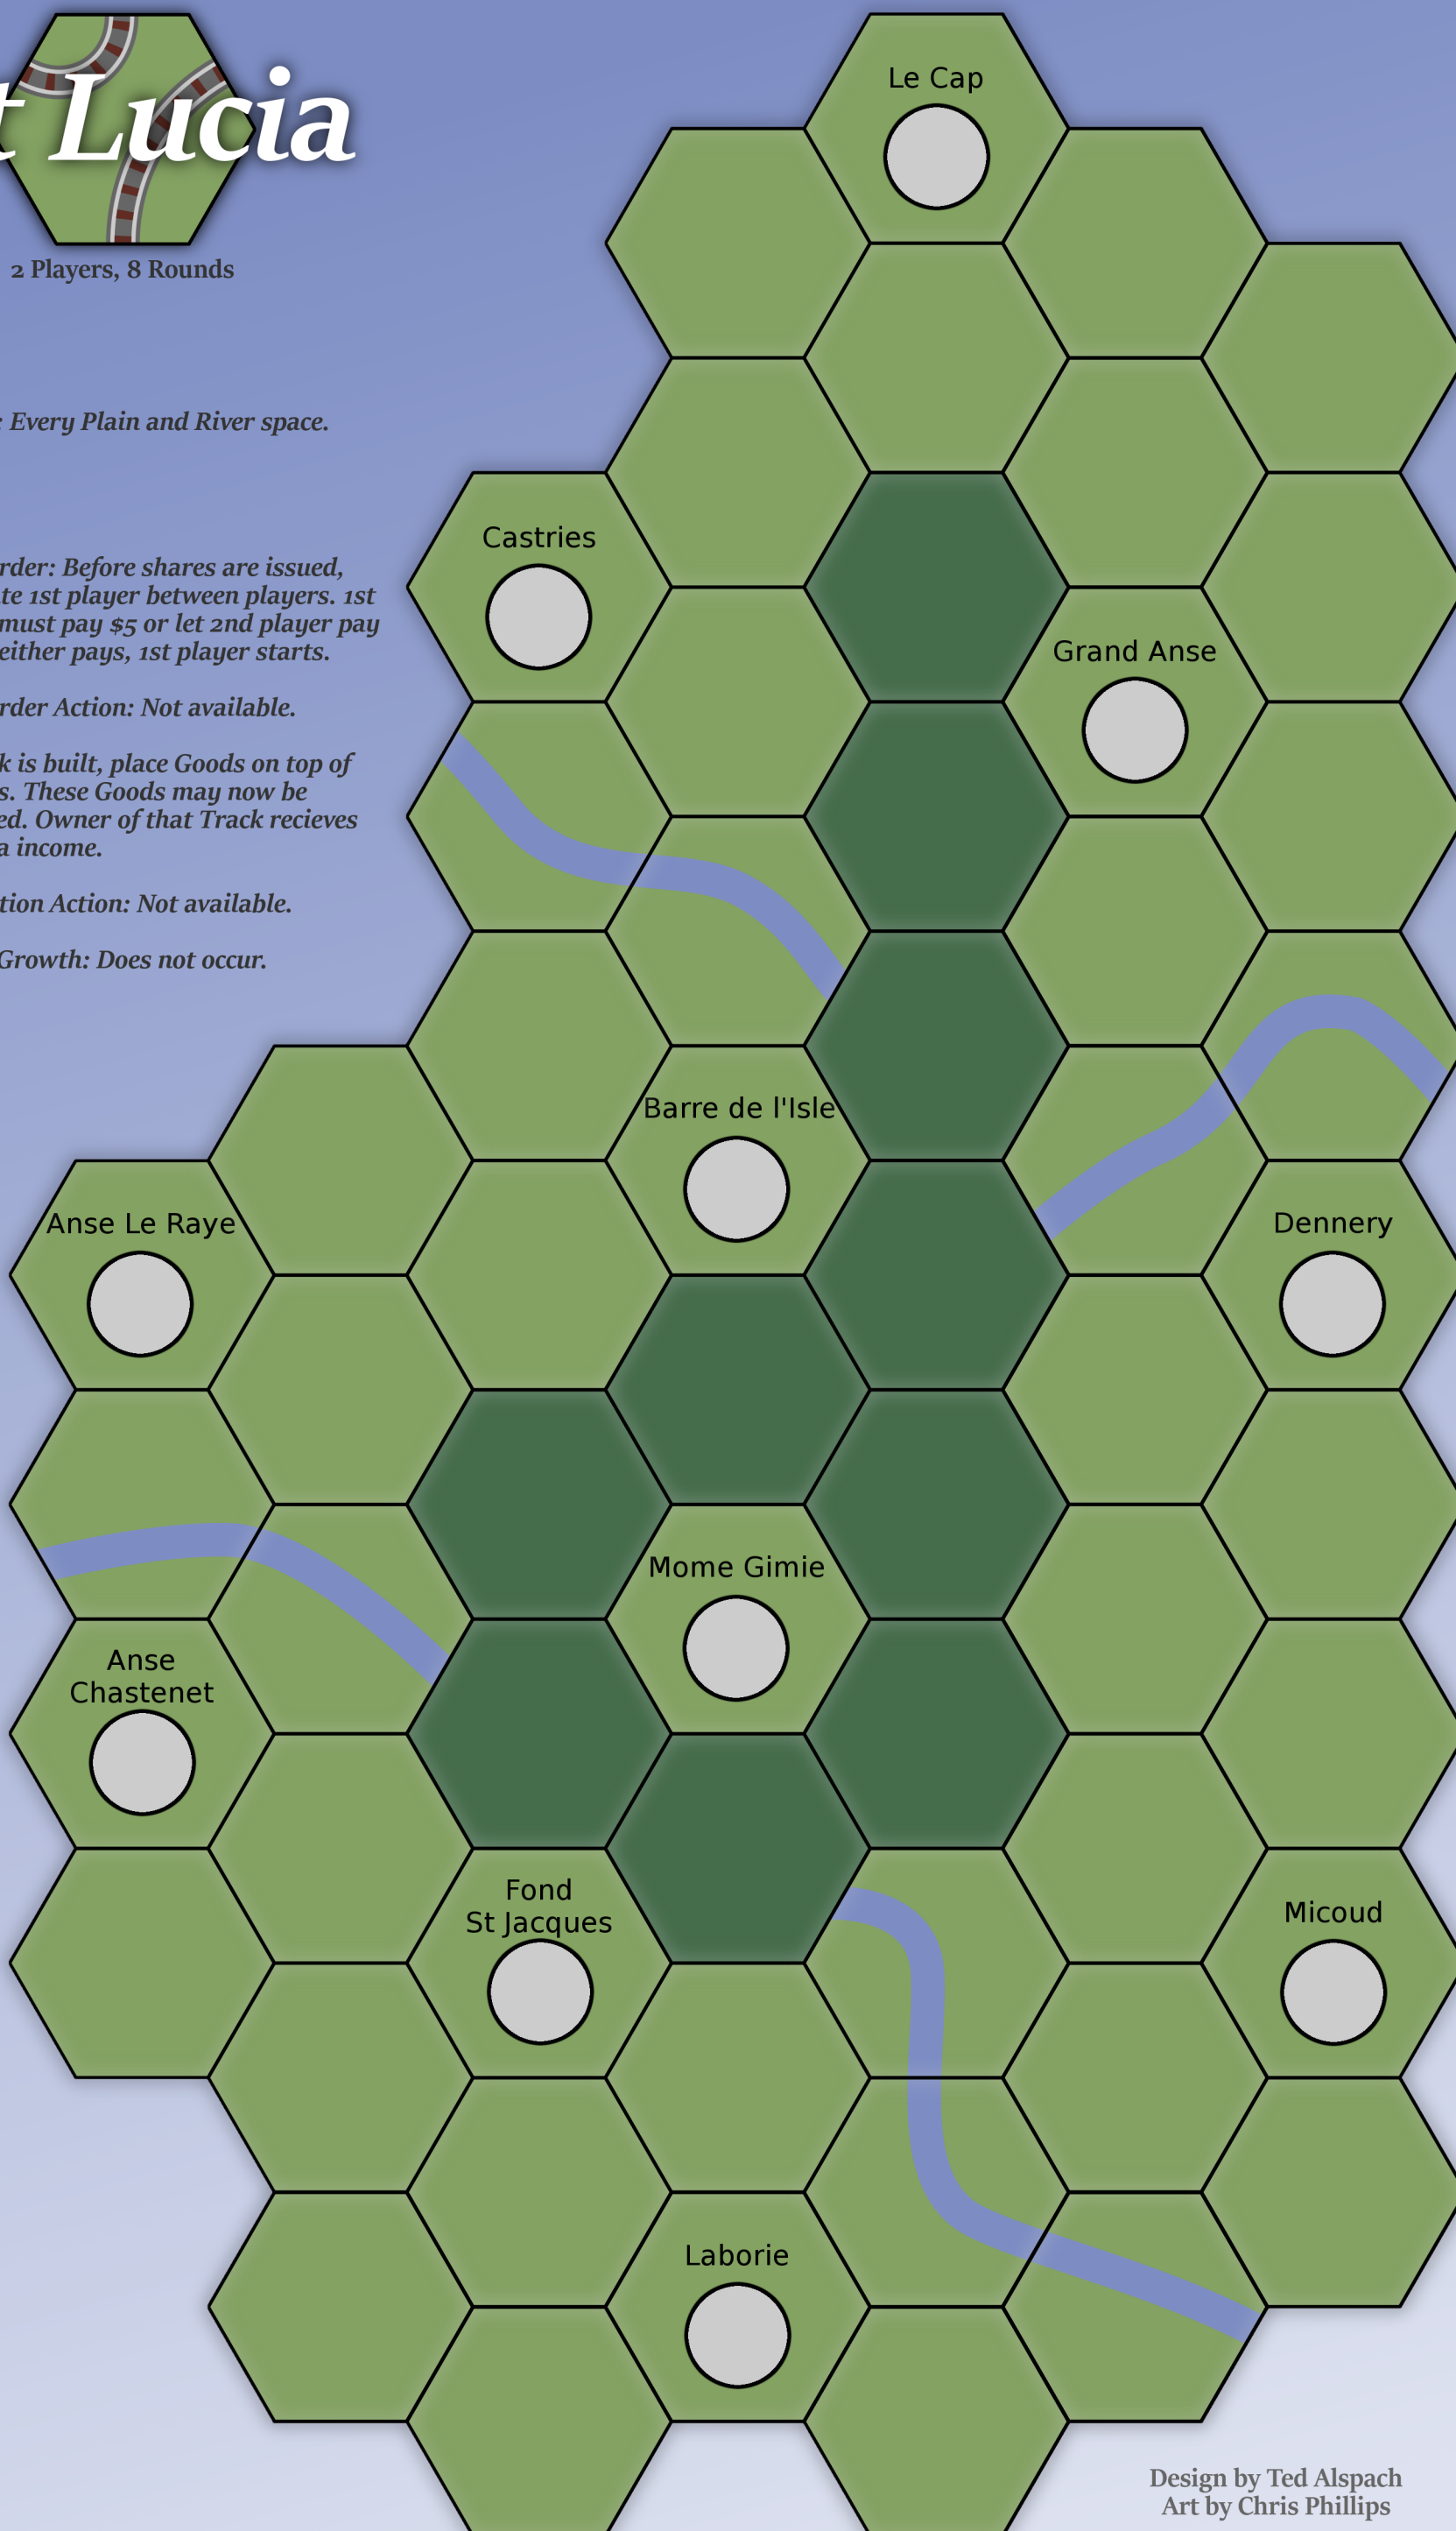 t Lucia
2 Players, 8 Rounds
: Every Plain and River space.
rder: Before shares are issued,
te 1st player between players. 1st
must pay $5 or let 2nd player pay
either pays, 1st player starts.
rder Action: Not available.
k is built, place Goods on top of
s. These Goods may now be
ed. Owner of that Track recieves
a income.
tion Action: Not available.
Growth: Does not occur.
Le Cap
Castries
Grand Anse
Barre de l'Isle
Anse Le Raye
Dennery
Mome Gimie
Anse
Chastenet
Fond
St Jacques
Micoud
Laborie
Design by Ted Alspach
Art by Chris Phillips